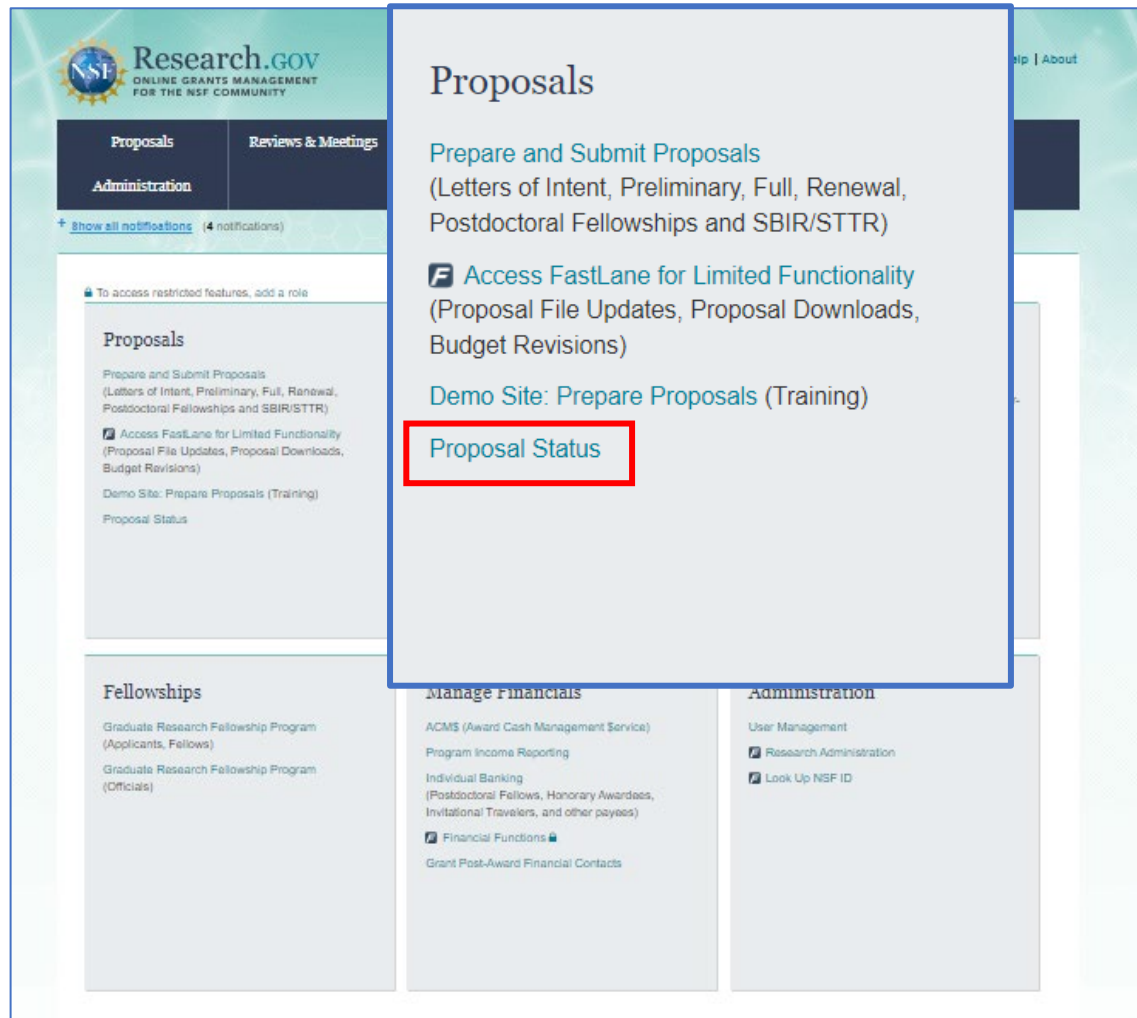 NSF
Research.gov
ONLINE GRANTS MANAGEMENT
FOR THE NSF COMMUNITY
| About
Proposals
Reviews & Meetings
Administration
+ Show all notifications (4 notifications)
To access restricted features, add a role
Proposals
Prepare and Submit Proposals
(Letters of Intent, Preliminary, Full, Renewal,
Postdoctoral Fellowships and SBIR/STTR)
F Access FastLane for Limited Functionality
(Proposal File Updates, Proposal Downloads,
Budget Revisions)
Demo Site: Prepare Proposals (Training)
Proposal Status
Proposals
Prepare and Submit Proposals
(Letters of Intent, Preliminary, Full, Renewal,
Postdoctoral Fellowships and SBIR/STTR)
F Access FastLane for Limited Functionality
(Proposal File Updates, Proposal Downloads,
Budget Revisions)
Demo Site: Prepare Proposals (Training)
Proposal Status
Fellowships
Graduate Research Fellowship Program
(Applicants, Fellows)
Graduate Research Fellowship Program
(Officials)
Manage Financials
ACM$ (Award Cash Management $ervice)
Program Income Reporting
Individual Banking
(Postdoctoral Fellows, Honorary Awardees,
Invitational Travelers, and other payees)
F Financial Functions
Grant Post-Award Financial Contacts
Administration
User Management
F Research Administration
F Look Up NSF ID